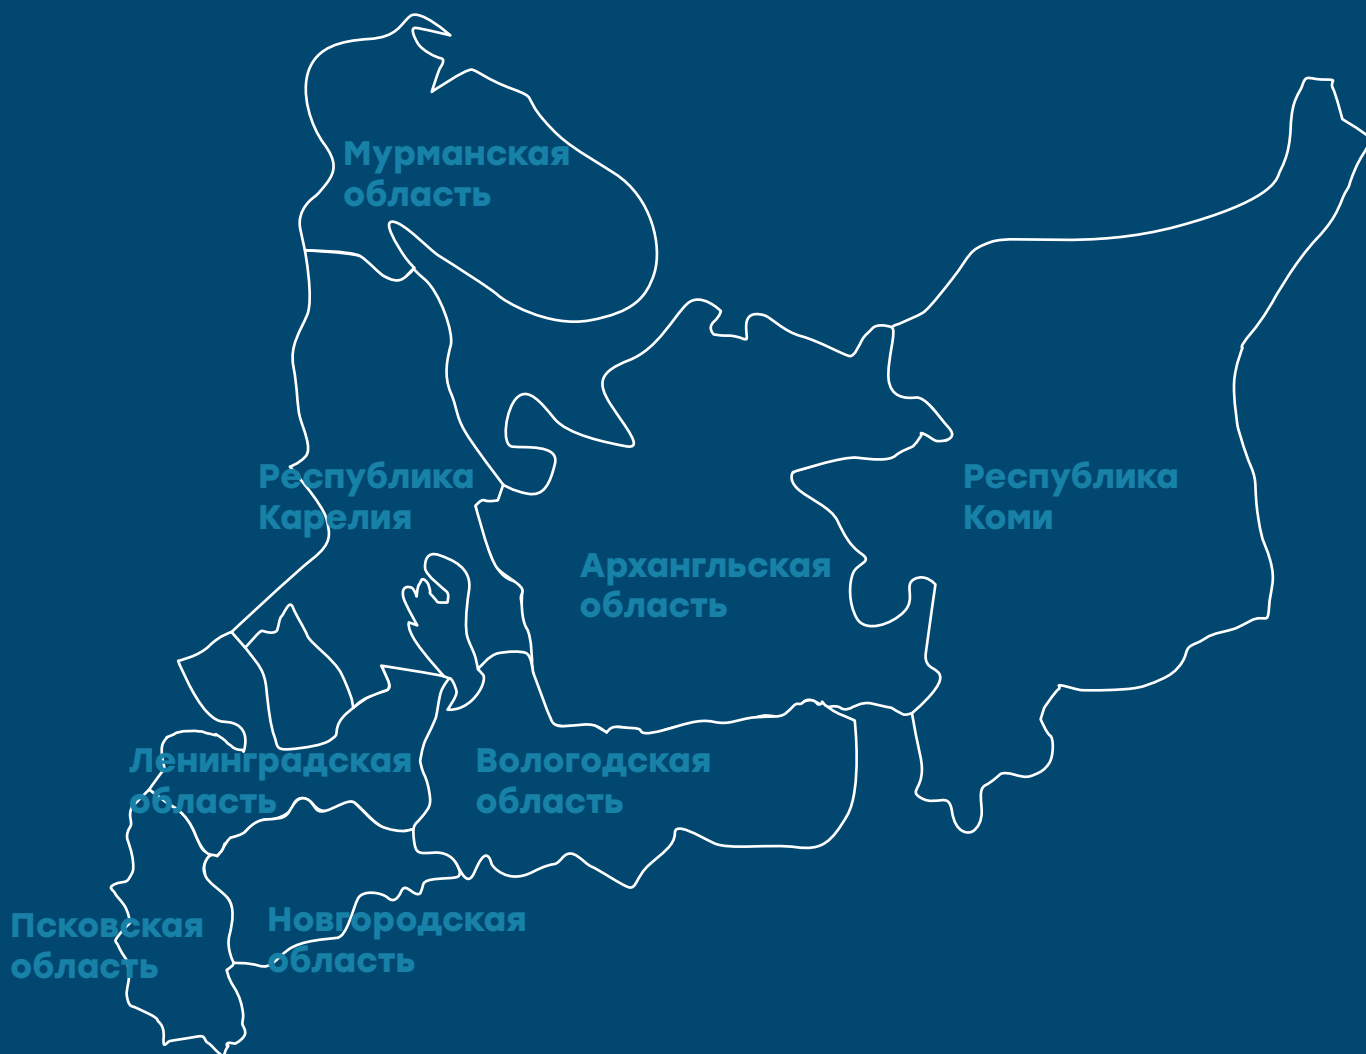 Мурманская
область
Республика
Карелия
Республика
Коми
Архангльская
область
Ленинградская
область
Вологодская
область
Псковская
область
Новгородская
область